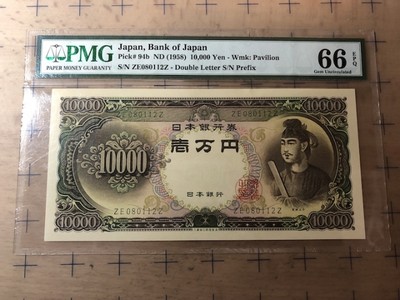 PMG
PAPER MONEY GUARANTY
Japan, Bank of Japan
Pick# 94b ND (1958) 10,000 Yen - Wmk: Pavilion
S/N ZE080112Z - Double Letter S/N Prefix
66 EPQ
Gem Uncirculated
10000 10000
ZE080112Z
日本銀行券
10000 壱万円
日本銀行
10000 ZE080112Z 10000